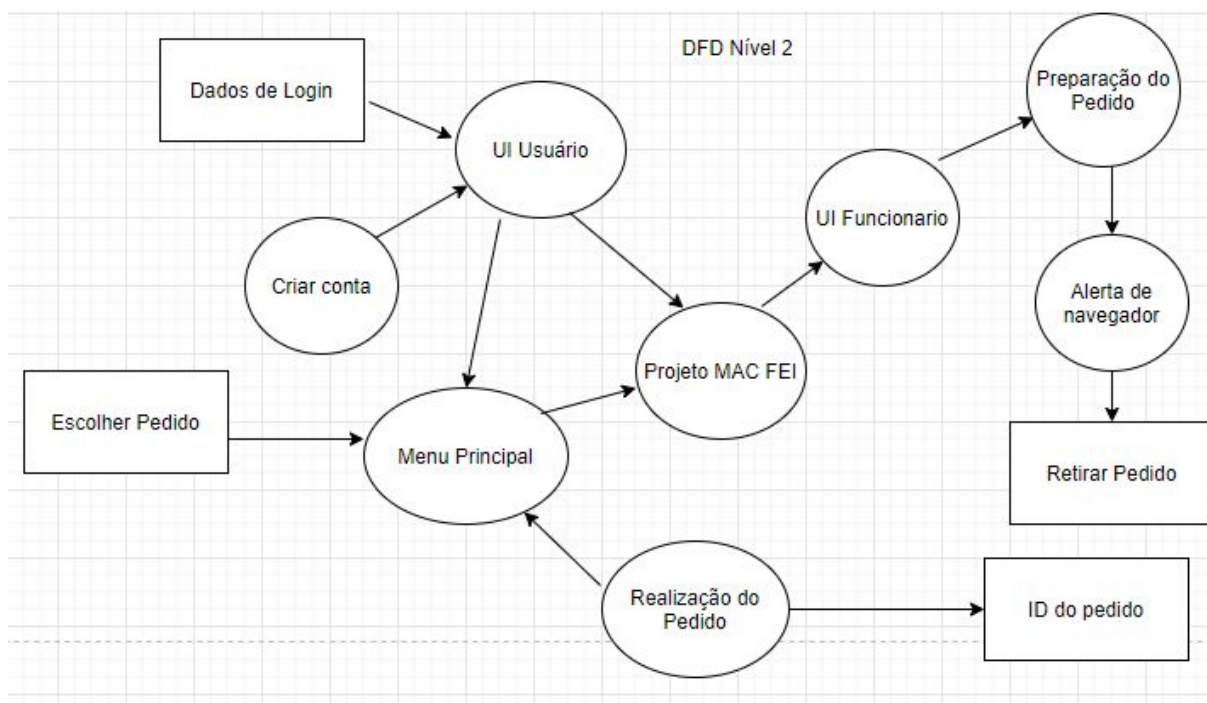 DFD Nível 2
Dados de Login
UI Usuário
Preparação do
Pedido
UI Funcionario
Criar conta
Alerta de
navegador
Projeto MAC FEI
Escolher Pedido
Menu Principal
Retirar Pedido
Realização do
Pedido
ID do pedido